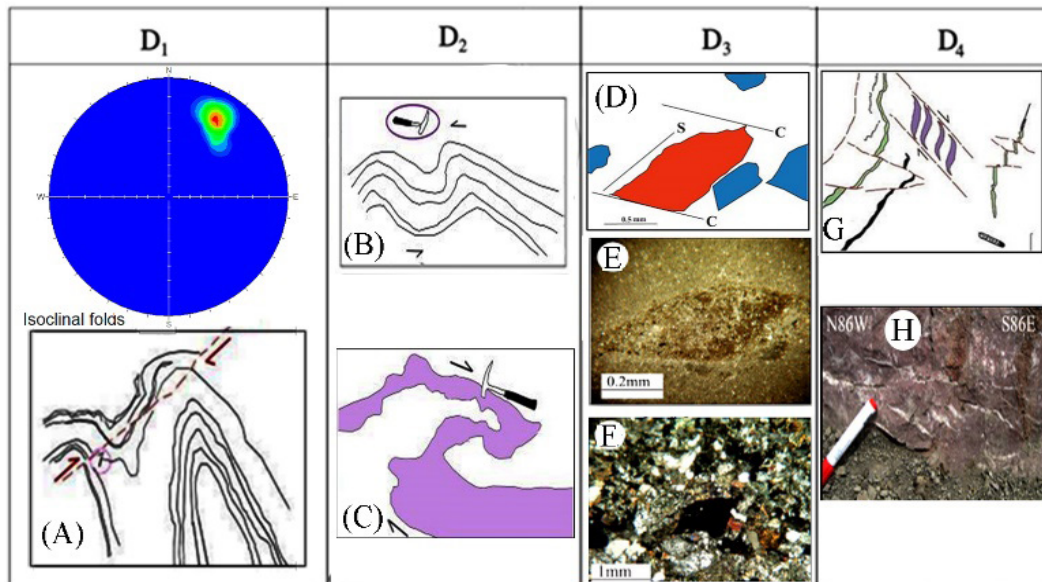 D₁
D₂
D₃
D₄
N
W
E
S
Isoclinal folds
(A)
(B)
(C)
(D)
S
C
C
0.5 mm
E
0.2mm
F
1mm
G
N86W
H
S86E